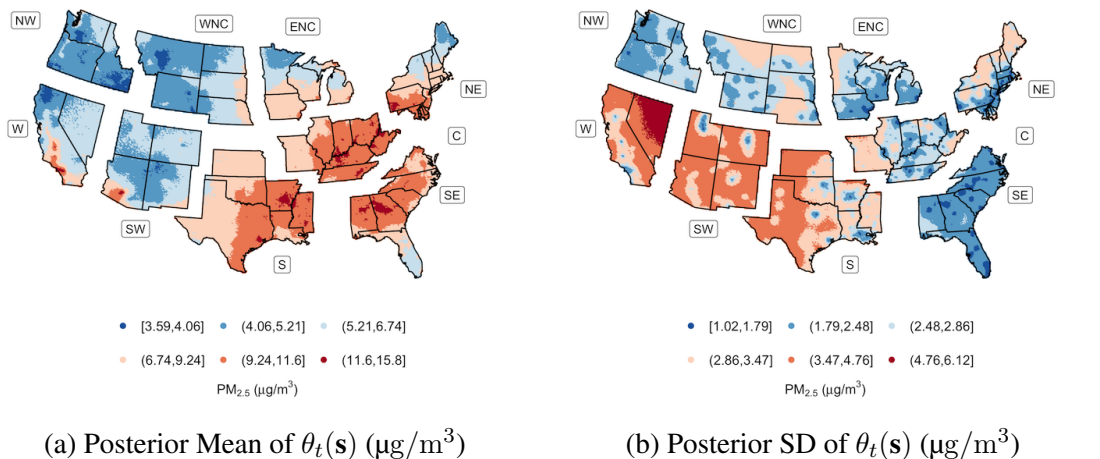 NW
WNC
ENC
NE
W
C
SE
SW
S
[3.59,4.06] (4.06,5.21] (5.21,6.74]
(6.74,9.24] (9.24,11.6] (11.6,15.8]
PM₂.₅ (μg/m³)
(a) Posterior Mean of θₜ(s) (μg/m³)
NW
WNC
ENC
NE
W
C
SE
SW
S
[1.02,1.79] (1.79,2.48] (2.48,2.86]
(2.86,3.47] (3.47,4.76] (4.76,6.12]
PM₂.₅ (μg/m³)
(b) Posterior SD of θₜ(s) (μg/m³)